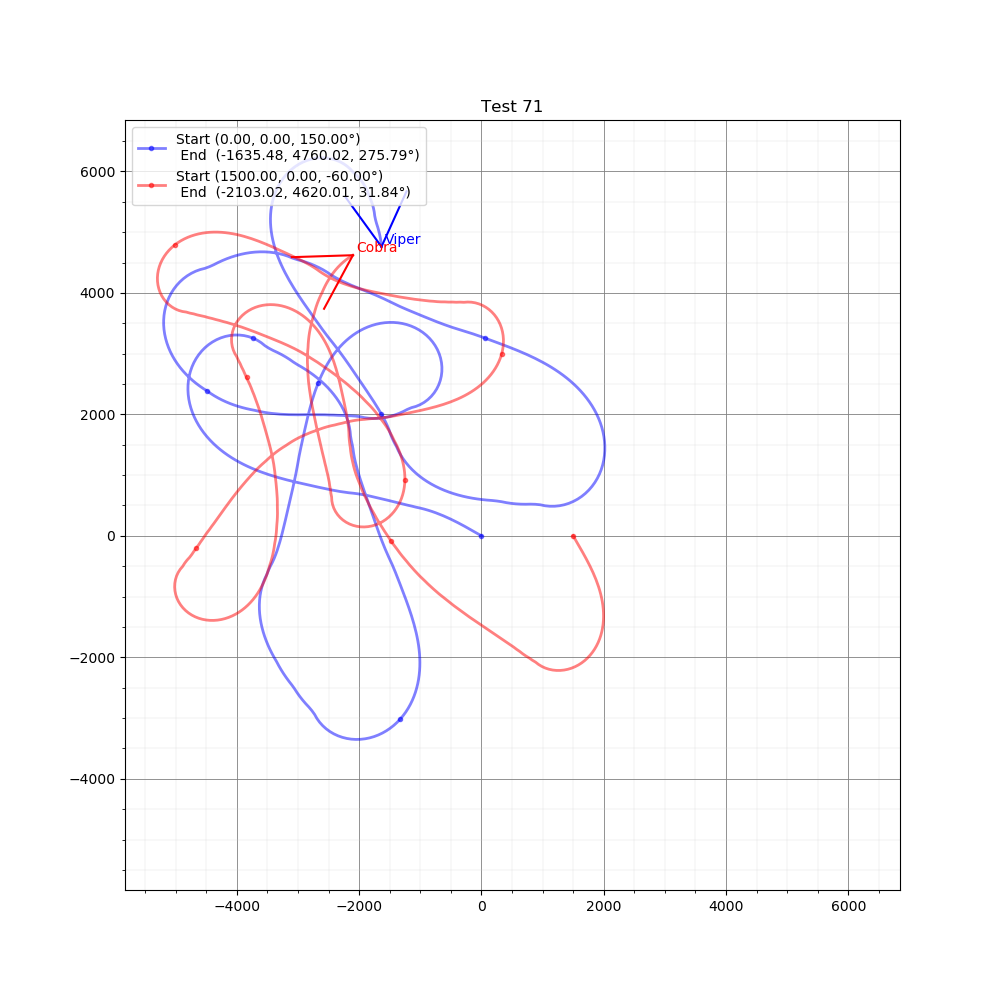 Test 71
Start (0.00, 0.00, 150.00°)
End (-1635.48, 4760.02, 275.79°)
Start (1500.00, 0.00, -60.00°)
End (-2103.02, 4620.01, 31.84°)
Viper
Cobra
6000
4000
2000
0
−2000
−4000
−4000 −2000 0 2000 4000 6000